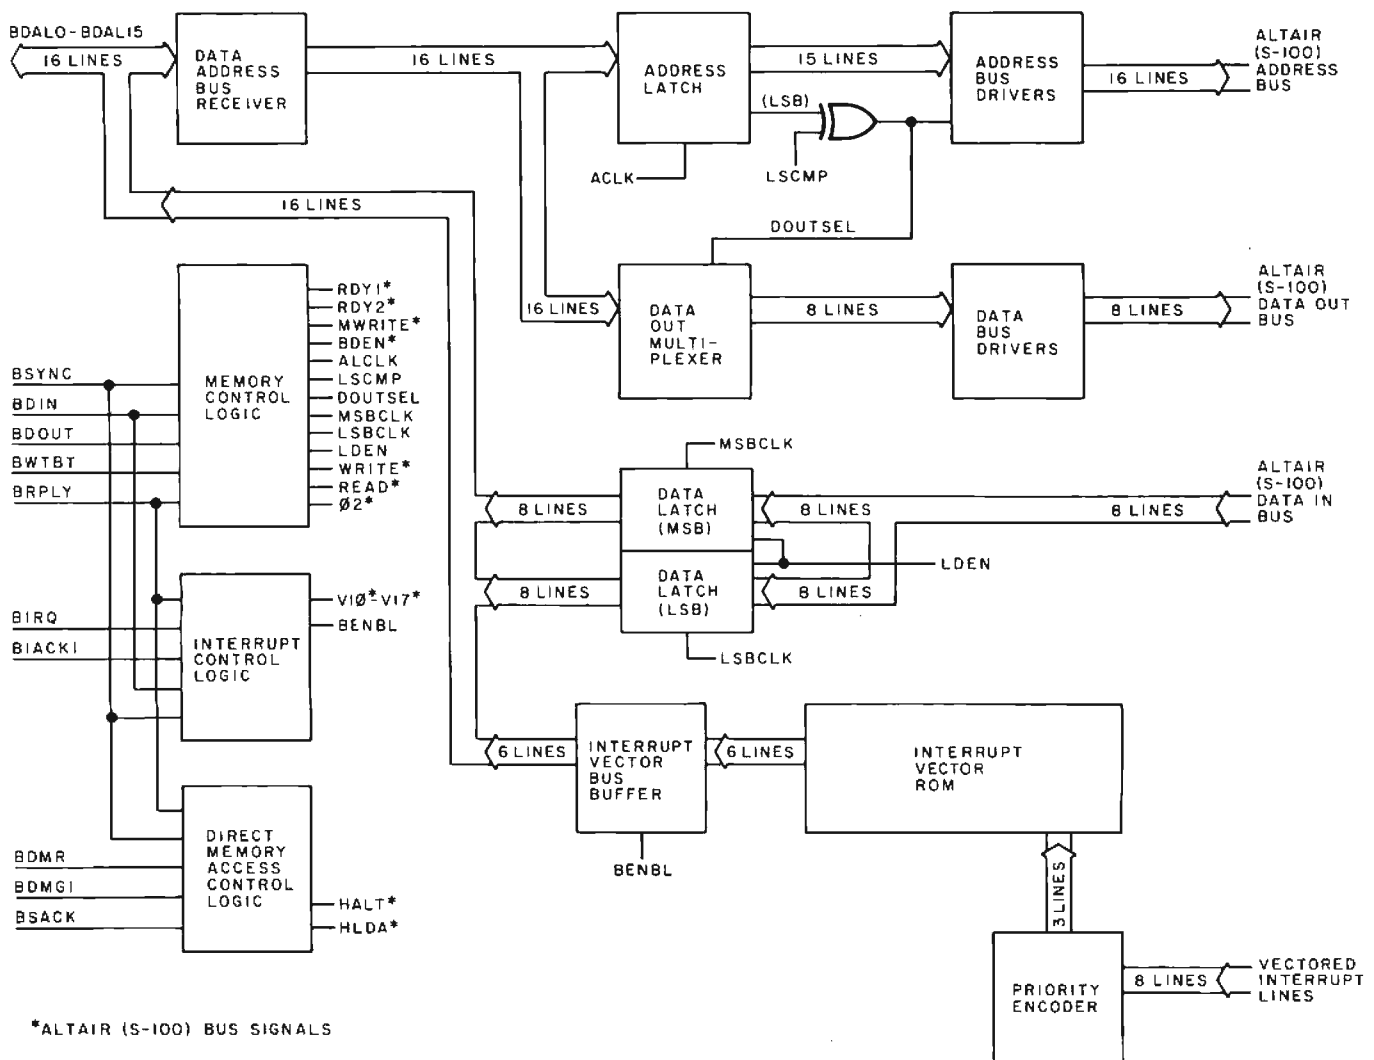 BDAL0-BDAL15
16 LINES
DATA
ADDRESS
BUS
RECEIVER
16 LINES
ADDRESS
LATCH
15 LINES
(LSB)
LSCMP
ACLK
ADDRESS
BUS
DRIVERS
16 LINES
ALTAIR
(S-100)
ADDRESS
BUS
16 LINES
DOUTSEL
16 LINES
DATA
OUT
MULTI-
PLEXER
8 LINES
DATA
BUS
DRIVERS
8 LINES
ALTAIR
(S-100)
DATA OUT
BUS
BSYNC
BDIN
BDOUT
BWTBT
BRPLY
MEMORY
CONTROL
LOGIC
RDY1*
RDY2*
MWRITE*
BDEN*
ALCLK
LSCMP
DOUTSEL
MSBCLK
LSBCLK
LDEN
WRITE*
READ*
Ø2*
MSBCLK
8 LINES
DATA
LATCH
(MSB)
8 LINES
8 LINES
ALTAIR
(S-100)
DATA IN
BUS
LDEN
8 LINES
DATA
LATCH
(LSB)
8 LINES
LSBCLK
BIRQ
BIACKI
INTERRUPT
CONTROL
LOGIC
VIØ*-VI7*
BENBL
6 LINES
INTERRUPT
VECTOR
BUS
BUFFER
BENBL
6 LINES
INTERRUPT
VECTOR
ROM
BDMR
BDMGI
BSACK
DIRECT
MEMORY
ACCESS
CONTROL
LOGIC
HALT*
HLDA*
3 LINES
PRIORITY
ENCODER
8 LINES
VECTORED
INTERRUPT
LINES
*ALTAIR (S-100) BUS SIGNALS